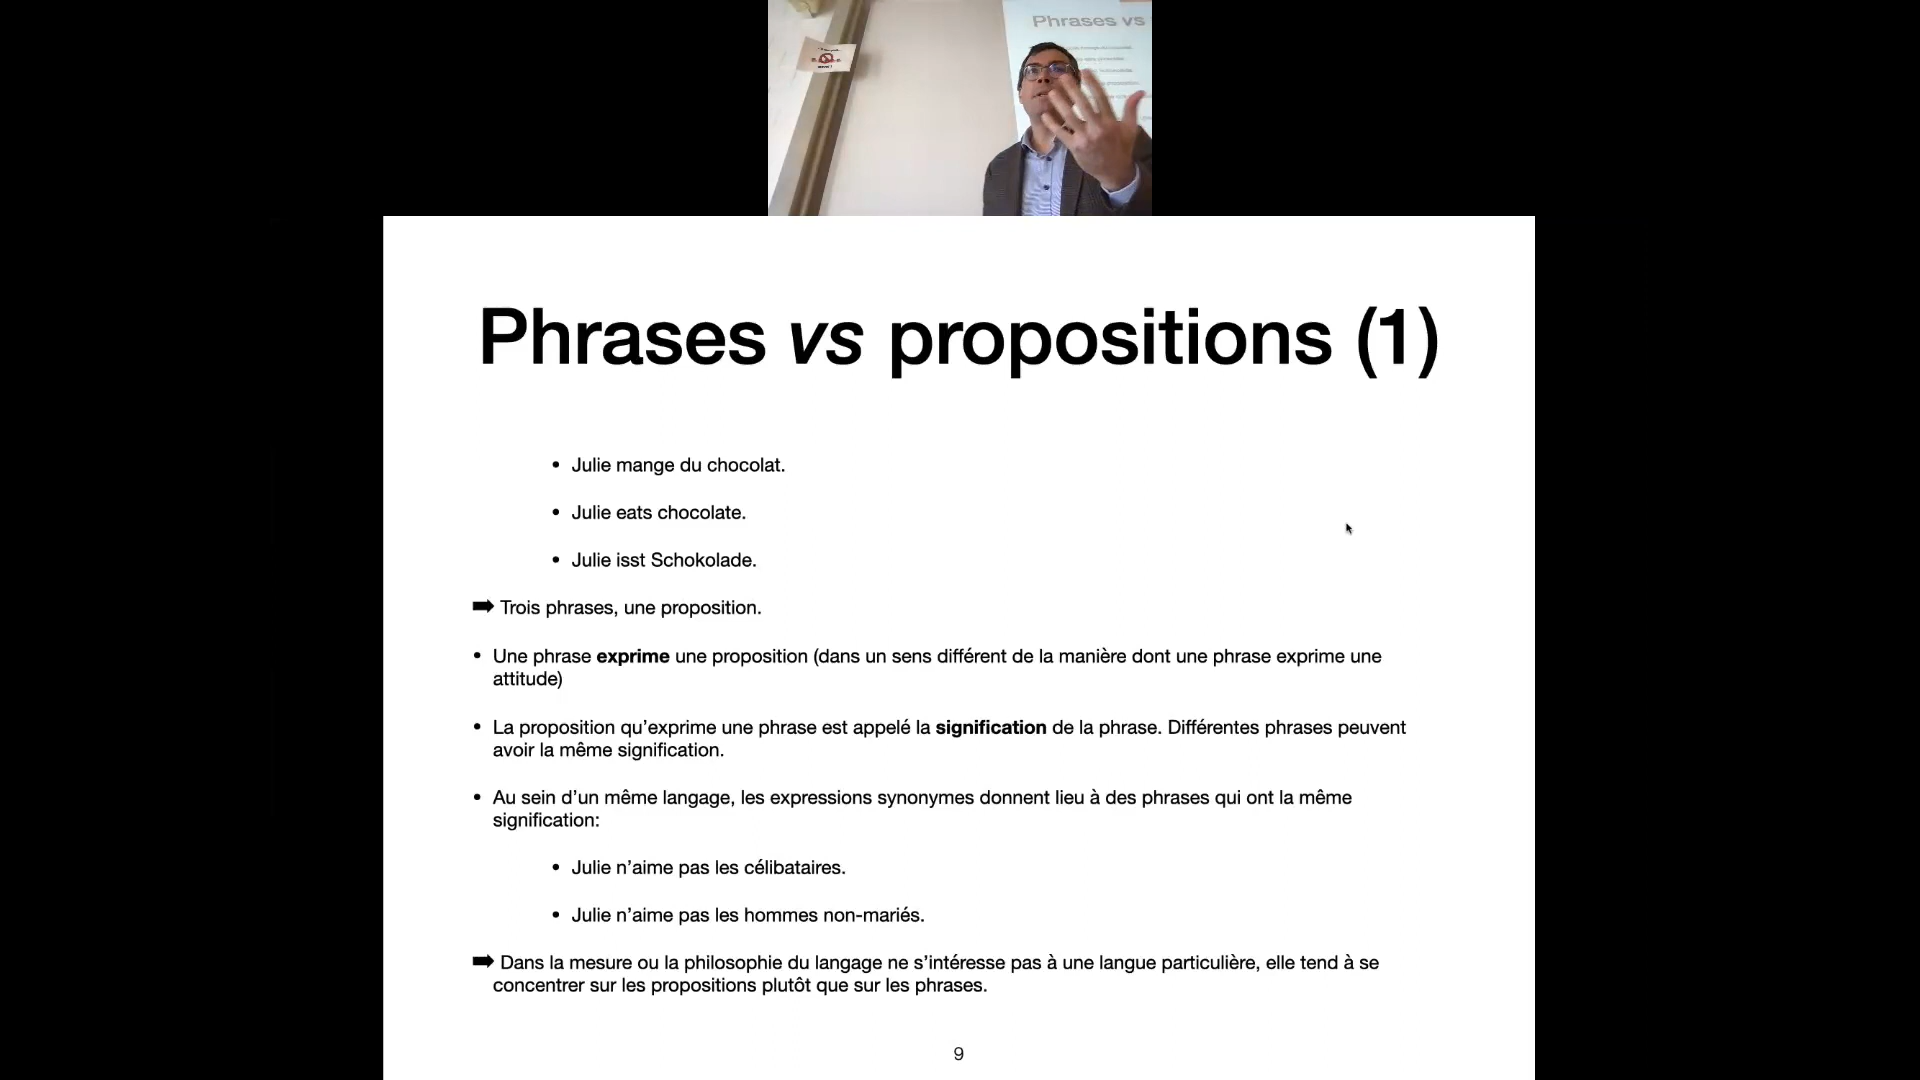 Phrases vs
Phrases vs propositions (1)
• Julie mange du chocolat.
• Julie eats chocolate.
• Julie isst Schokolade.
➡ Trois phrases, une proposition.
• Une phrase exprime une proposition (dans un sens différent de la manière dont une phrase exprime une
attitude)
• La proposition qu’exprime une phrase est appelé la signification de la phrase. Différentes phrases peuvent
avoir la même signification.
• Au sein d’un même langage, les expressions synonymes donnent lieu à des phrases qui ont la même
signification:
• Julie n’aime pas les célibataires.
• Julie n’aime pas les hommes non-mariés.
➡ Dans la mesure ou la philosophie du langage ne s’intéresse pas à une langue particulière, elle tend à se
concentrer sur les propositions plutôt que sur les phrases.
9